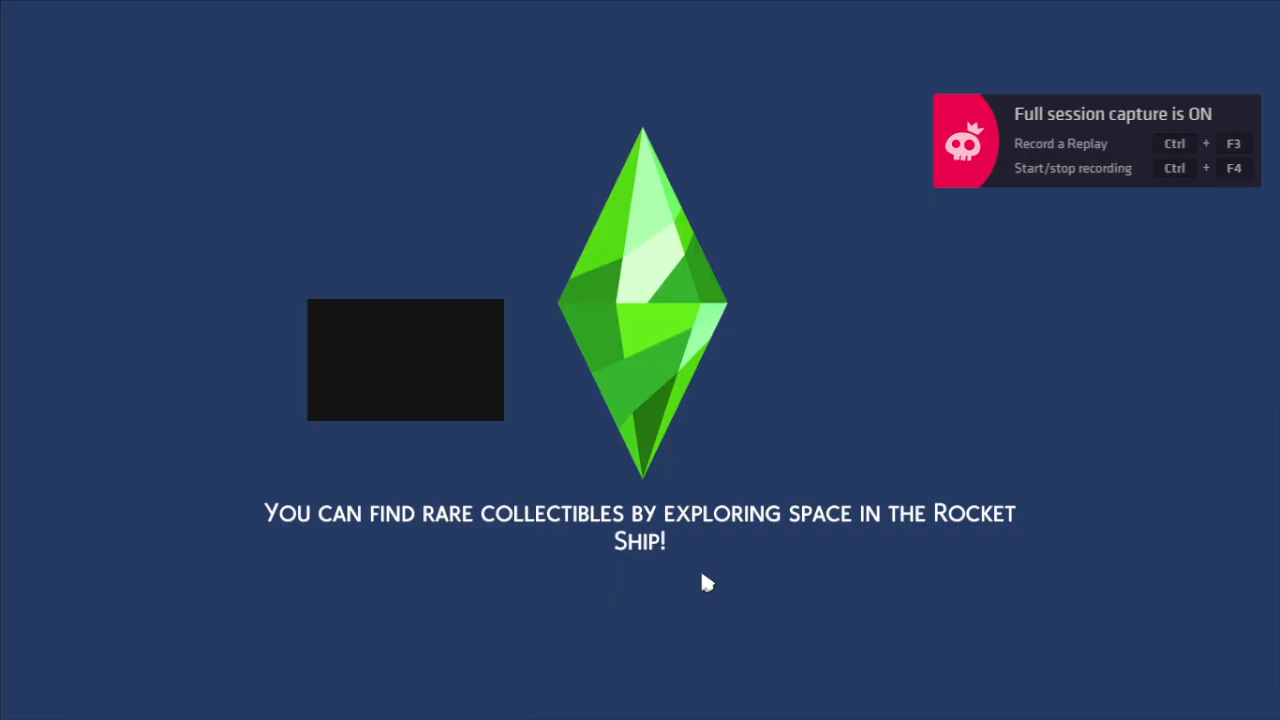 Full session capture is ON
Record a Replay Ctrl + F3
Start/stop recording Ctrl + F4
You can find rare collectibles by exploring space in the Rocket
Ship!